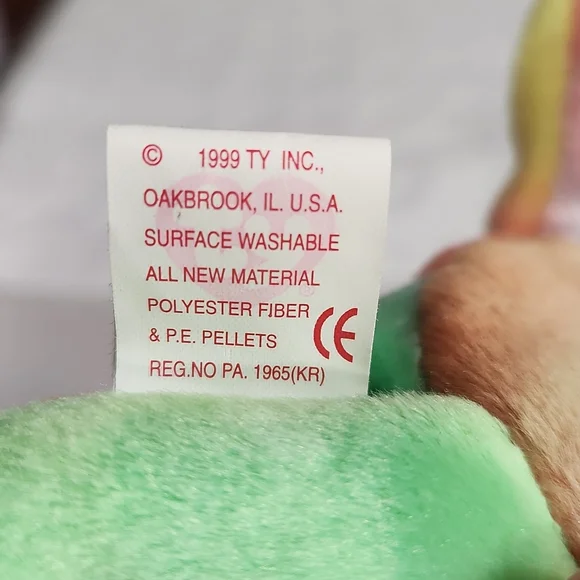 © 1999 TY INC.,
OAKBROOK, IL. U.S.A.
SURFACE WASHABLE
ALL NEW MATERIAL
POLYESTER FIBER
& P.E. PELLETS
CE
REG.NO PA. 1965(KR)